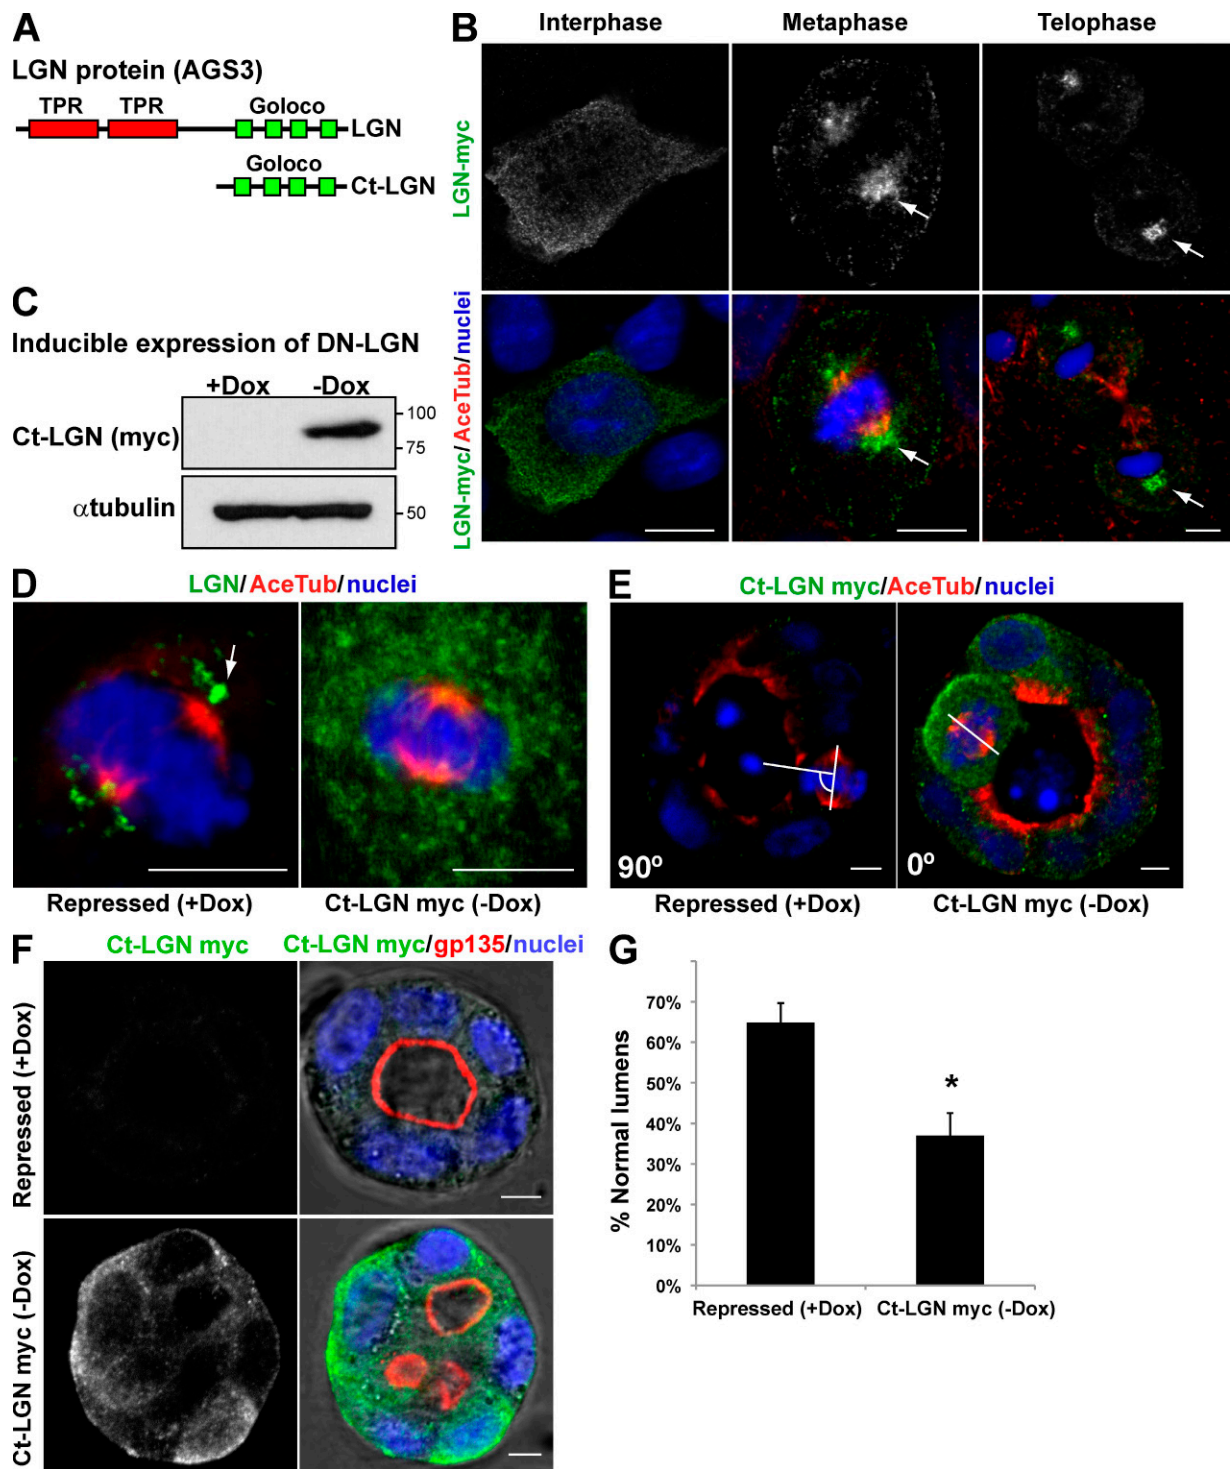 A
LGN protein (AGS3)
TPR TPR Goloco
LGN
Goloco
Ct-LGN
B
Interphase Metaphase Telophase
LGN-myc
LGN-myc/AceTub/nuclei
C
Inducible expression of DN-LGN
+Dox -Dox
Ct-LGN (myc)
100
75
αtubulin
50
D
LGN/AceTub/nuclei
Repressed (+Dox) Ct-LGN myc (-Dox)
E
Ct-LGN myc/AceTub/nuclei
90º
0º
Repressed (+Dox) Ct-LGN myc (-Dox)
F
Ct-LGN myc Ct-LGN myc/gp135/nuclei
Repressed (+Dox)
Ct-LGN myc (-Dox)
G
% Normal lumens
70%
60%
50%
40%
30%
20%
10%
0%
*
Repressed (+Dox) Ct-LGN myc (-Dox)